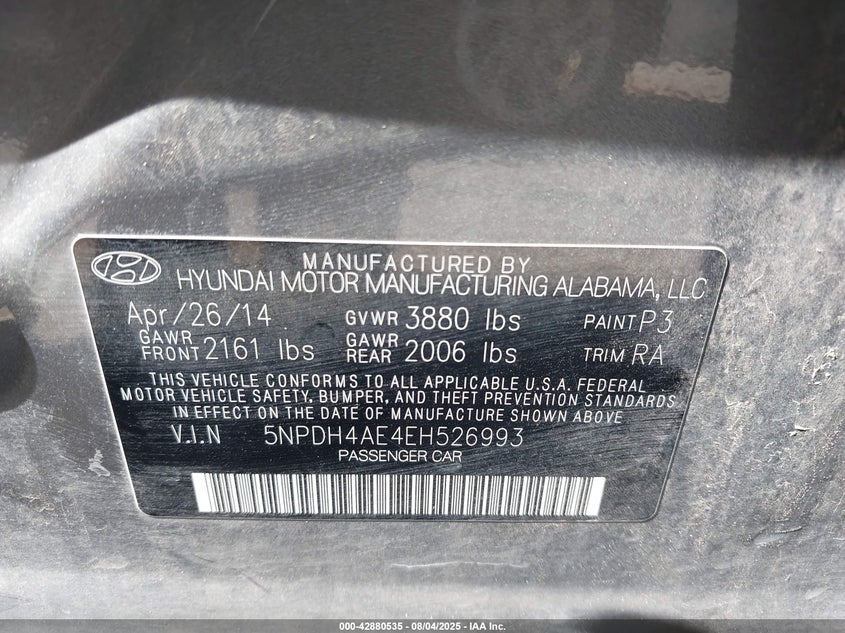 MANUFACTURED BY
HYUNDAI MOTOR MANUFACTURING ALABAMA, LLC
Apr/26/14 GVWR 3880 lbs PAINT P3
GAWR FRONT 2161 lbs GAWR REAR 2006 lbs TRIM RA
THIS VEHICLE CONFORMS TO ALL APPLICABLE U.S.A. FEDERAL
MOTOR VEHICLE SAFETY, BUMPER, AND THEFT PREVENTION STANDARDS
IN EFFECT ON THE DATE OF MANUFACTURE SHOWN ABOVE
V.I.N 5NPDH4AE4EH526993
PASSENGER CAR
000-42880535 - 08/04/2025 - IAA Inc.